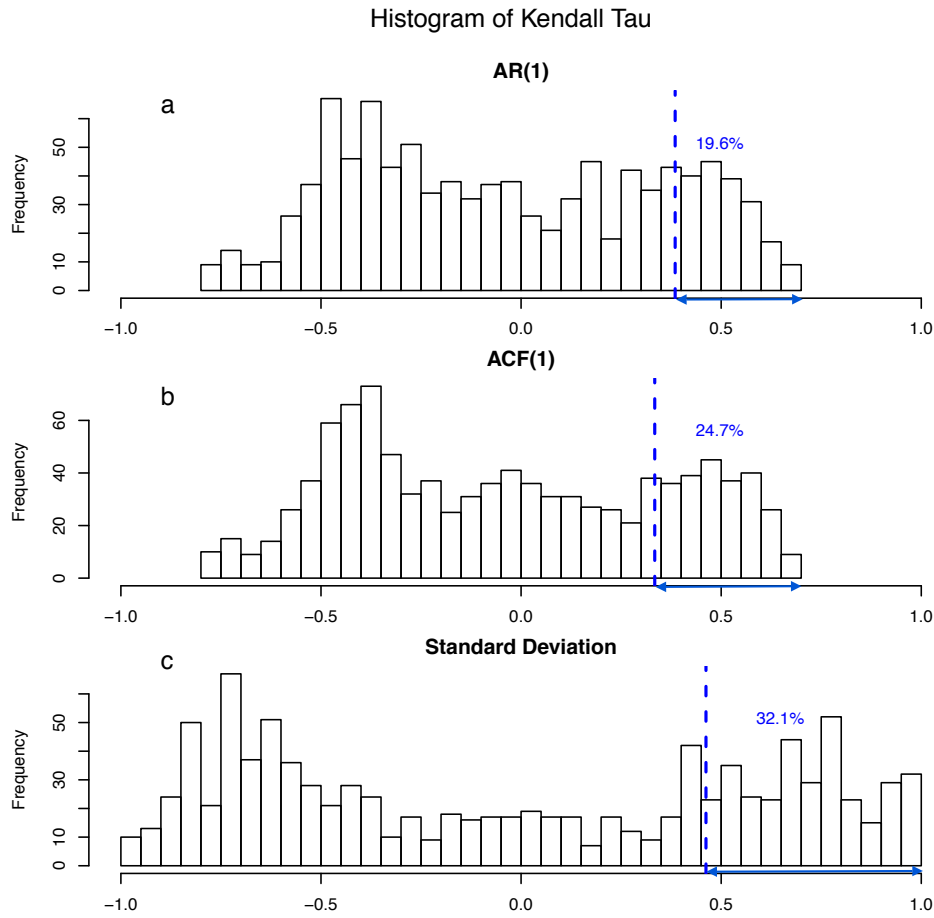 Histogram of Kendall Tau
AR(1)
a
19.6%
Frequency
0 10 30 50
−1.0 −0.5 0.0 0.5 1.0
ACF(1)
b
24.7%
Frequency
0 20 40 60
−1.0 −0.5 0.0 0.5 1.0
Standard Deviation
c
32.1%
Frequency
0 10 30 50
−1.0 −0.5 0.0 0.5 1.0